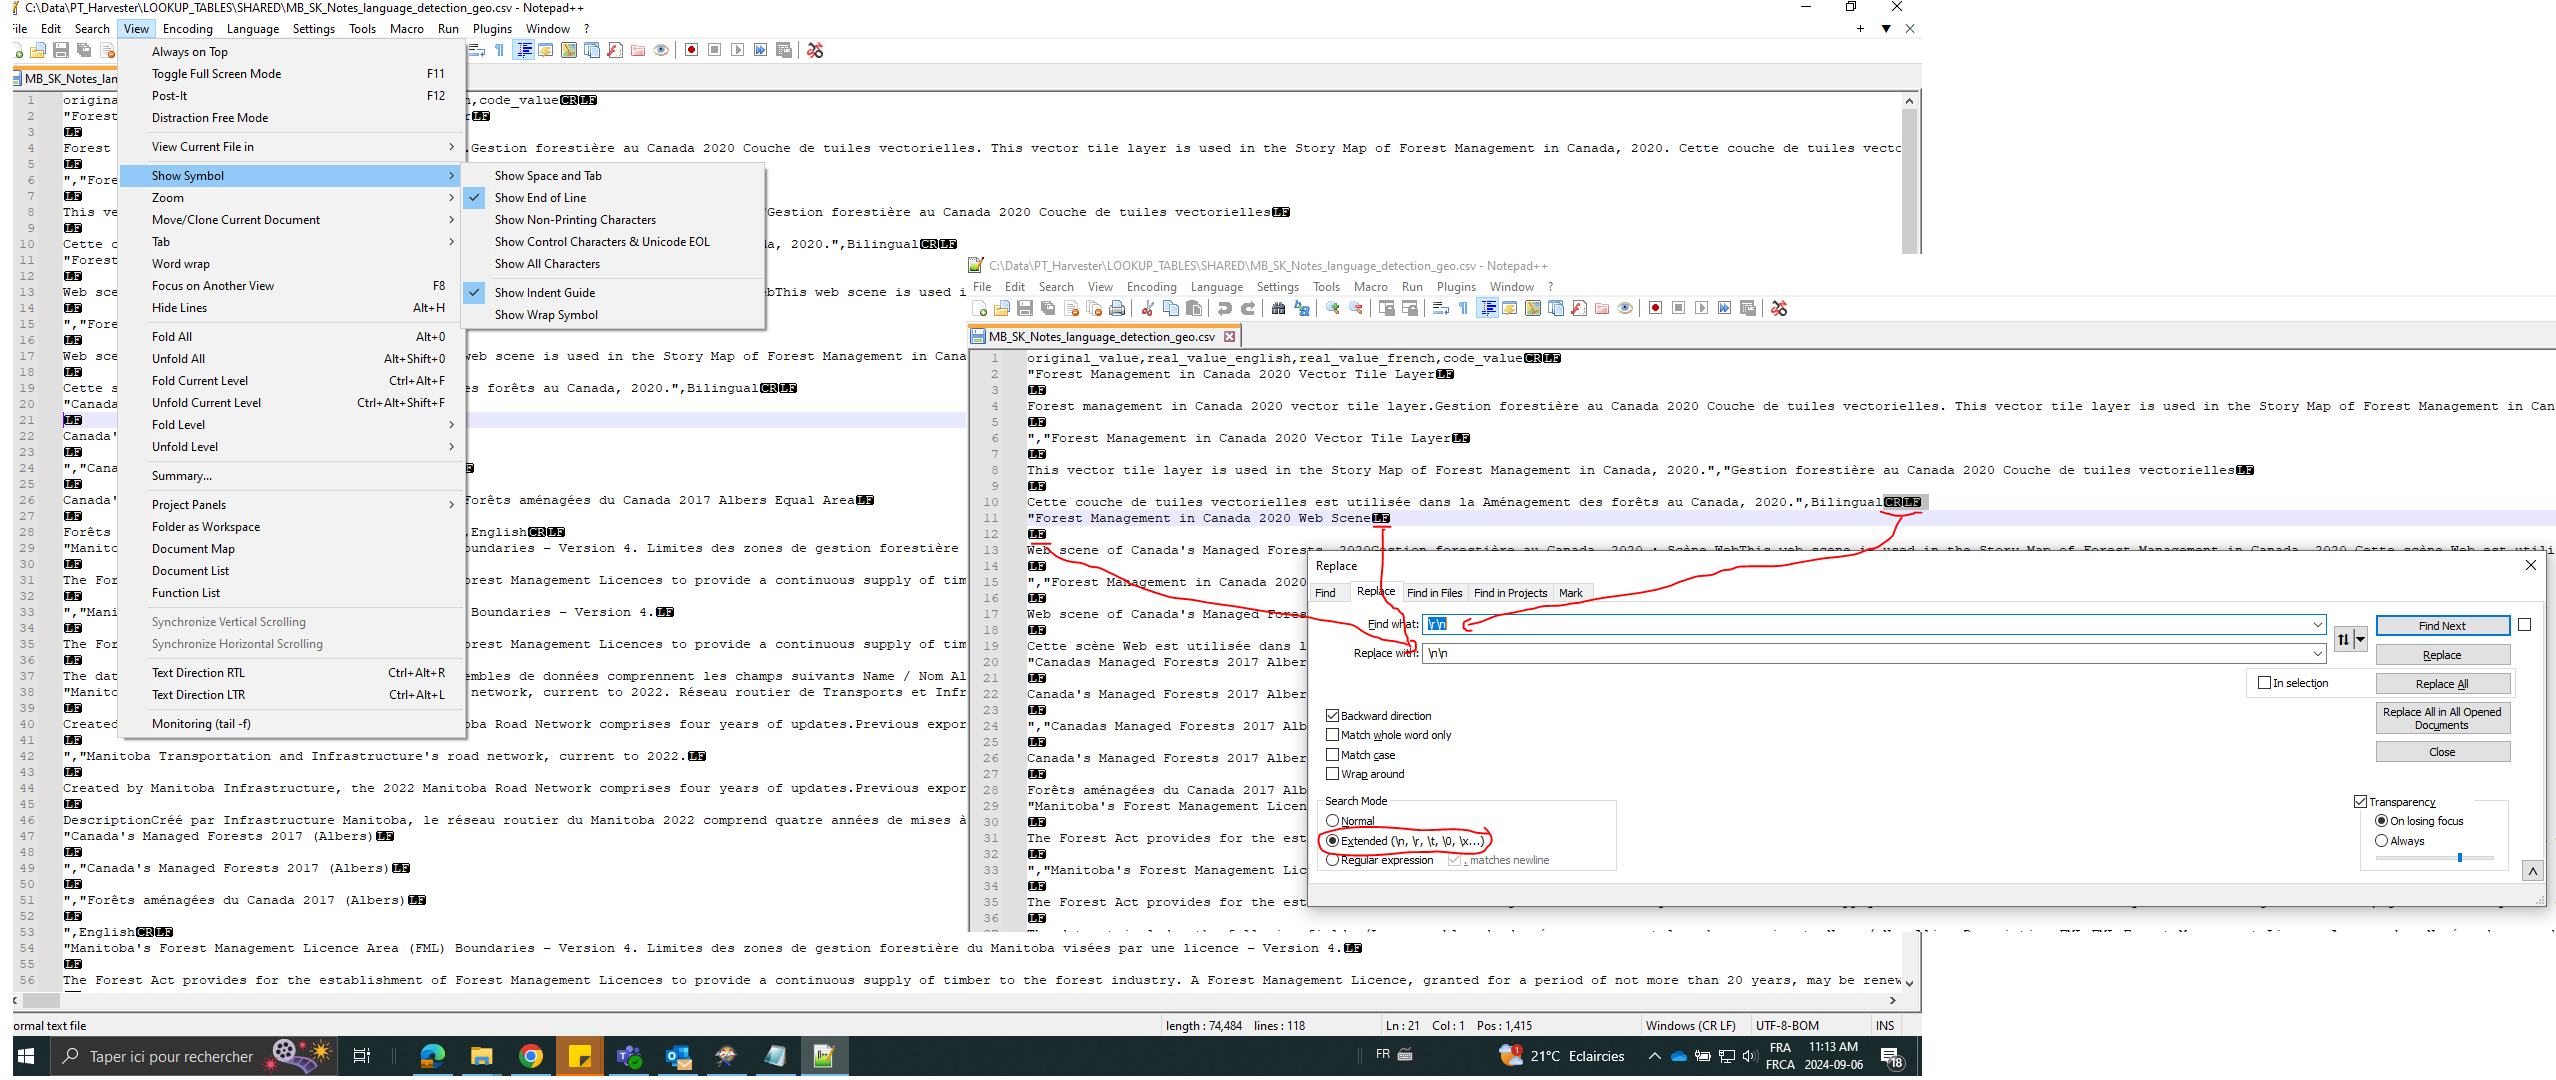 C:\Data\PT_Harvester\LOOKUP_TABLES\SHARED\MB_SK_Notes_language_detection_geo.csv - Notepad++
File Edit Search View Encoding Language Settings Tools Macro Run Plugins Window ?
MB_SK_Notes_lan
Always on Top
Toggle Full Screen Mode F11
Post-It F12
Distraction Free Mode
View Current File in
Show Symbol
Zoom
Move/Clone Current Document
Tab
Word wrap
Focus on Another View F8
Hide Lines Alt+H
Fold All Alt+0
Unfold All Alt+Shift+0
Fold Current Level Ctrl+Alt+F
Unfold Current Level Ctrl+Alt+Shift+F
Fold Level
Unfold Level
Summary...
Project Panels
Folder as Workspace
Document Map
Document List
Function List
Synchronize Vertical Scrolling
Synchronize Horizontal Scrolling
Text Direction RTL Ctrl+Alt+R
Text Direction LTR Ctrl+Alt+L
Monitoring (tail -f)
Show Space and Tab
Show End of Line
Show Non-Printing Characters
Show Control Characters & Unicode EOL
Show All Characters
Show Indent Guide
Show Wrap Symbol
1 origina ,code_valueCRLF
2 "Forest LF
3 LF
4 Forest .Gestion forestière au Canada 2020 Couche de tuiles vectorielles. This vector tile layer is used in the Story Map of Forest Management in Canada, 2020. Cette couche de tuiles vecto
5 LF
6 ","Fore
7 LF
8 This ve "Gestion forestière au Canada 2020 Couche de tuiles vectoriellesLF
9 LF
10 Cette c a, 2020.",BilingualCRLF
11 "Forest
12 LF
13 Web sce bThis web scene is used i
14 LF
15 ","Fore
16 LF
17 Web sce web scene is used in the Story Map of Forest Management in Cana
18 LF
19 Cette s es forêts au Canada, 2020.",BilingualCRLF
20 "Canada
21 LF
22 Canada'
23 LF
24 ","Cana LF
25 LF
26 Canada' Forêts aménagées du Canada 2017 Albers Equal AreaLF
27 LF
28 Forêts ,EnglishCRLF
29 "Manito undaries - Version 4. Limites des zones de gestion forestière
30 LF
31 The For orest Management Licences to provide a continuous supply of tim
32 LF
33 ","Mani Boundaries - Version 4.LF
34 LF
35 The For orest Management Licences to provide a continuous supply of tim
36 LF
37 The dat embles de données comprennent les champs suivants Name / Nom Al
38 "Manito network, current to 2022. Réseau routier de Transports et Infr
39 LF
40 Created oba Road Network comprises four years of updates.Previous expor
41 LF
42 ","Manitoba Transportation and Infrastructure's road network, current to 2022.LF
43 LF
44 Created by Manitoba Infrastructure, the 2022 Manitoba Road Network comprises four years of updates.Previous expor
45 LF
46 DescriptionCréé par Infrastructure Manitoba, le réseau routier du Manitoba 2022 comprend quatre années de mises à
47 "Canada's Managed Forests 2017 (Albers)LF
48 LF
49 ","Canada's Managed Forests 2017 (Albers)LF
50 LF
51 ","Forêts aménagées du Canada 2017 (Albers)LF
52 LF
53 ",EnglishCRLF
54 "Manitoba's Forest Management Licence Area (FML) Boundaries - Version 4. Limites des zones de gestion forestière du Manitoba visées par une licence - Version 4.LF
55 LF
56 The Forest Act provides for the establishment of Forest Management Licences to provide a continuous supply of timber to the forest industry. A Forest Management Licence, granted for a period of not more than 20 years, may be renew
C:\Data\PT_Harvester\LOOKUP_TABLES\SHARED\MB_SK_Notes_language_detection_geo.csv - Notepad++
File Edit Search View Encoding Language Settings Tools Macro Run Plugins Window ?
MB_SK_Notes_language_detection_geo.csv
1 original_value,real_value_english,real_value_french,code_valueCRLF
2 "Forest Management in Canada 2020 Vector Tile LayerLF
3 LF
4 Forest management in Canada 2020 vector tile layer.Gestion forestière au Canada 2020 Couche de tuiles vectorielles. This vector tile layer is used in the Story Map of Forest Management in Can
5 LF
6 ","Forest Management in Canada 2020 Vector Tile LayerLF
7 LF
8 This vector tile layer is used in the Story Map of Forest Management in Canada, 2020.","Gestion forestière au Canada 2020 Couche de tuiles vectoriellesLF
9 LF
10 Cette couche de tuiles vectorielles est utilisée dans la Aménagement des forêts au Canada, 2020.",BilingualCRLF
11 "Forest Management in Canada 2020 Web SceneLF
12 LF
13 Web scene of Canada's Managed Forests, 2020Gestion forestière au Canada, 2020 : Scène WebThis web scene is used in the Story Map of Forest Management in Canada, 2020.Cette scène Web est utili
14 LF
15 ","Forest Management in Canada 2020
16 LF
17 Web scene of Canada's Managed Fores
18 LF
19 Cette scène Web est utilisée dans l
20 "Canadas Managed Forests 2017 Alber
21 LF
22 Canada's Managed Forests 2017 Alber
23 LF
24 ","Canadas Managed Forests 2017 Alb
25 LF
26 Canada's Managed Forests 2017 Alber
27 LF
28 Forêts aménagées du Canada 2017 Alb
29 "Manitoba's Forest Management Licen
30 LF
31 The Forest Act provides for the est
32 LF
33 ","Manitoba's Forest Management Lic
34 LF
35 The Forest Act provides for the est
36 LF
Replace
Find Replace Find in Files Find in Projects Mark
Find what: \r\n
Replace with: \n\n
Find Next
Replace
In selection
Replace All
Replace All in All Opened Documents
Close
Backward direction
Match whole word only
Match case
Wrap around
Search Mode
Normal
Extended (\n, \r, \t, \0, \x...)
Regular expression . matches newline
Transparency
On losing focus
Always
ormal text file length : 74,484 lines : 118 Ln : 21 Col : 1 Pos : 1,415 Windows (CR LF) UTF-8-BOM INS
Taper ici pour rechercher
FR
1
21°C Eclaircies
FRA
FRCA
11:13 AM
2024-09-06
18